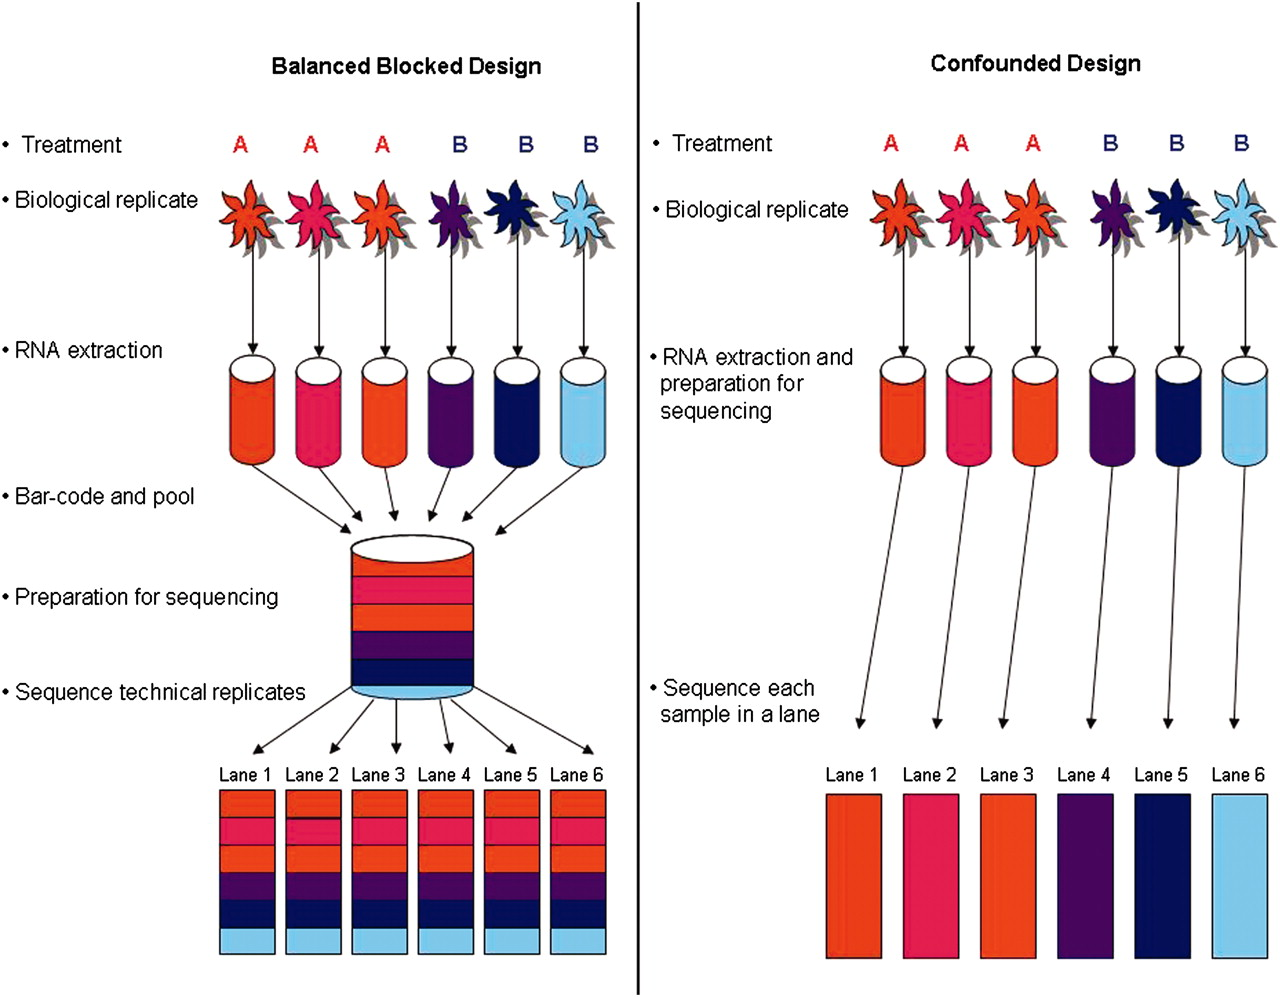 Balanced Blocked Design
• Treatment
A A A B B B
• Biological replicate
• RNA extraction
• Bar-code and pool
• Preparation for sequencing
• Sequence technical replicates
Lane 1 Lane 2 Lane 3 Lane 4 Lane 5 Lane 6
Confounded Design
• Treatment
A A A B B B
• Biological replicate
• RNA extraction and
preparation for
sequencing
• Sequence each
sample in a lane
Lane 1 Lane 2 Lane 3 Lane 4 Lane 5 Lane 6